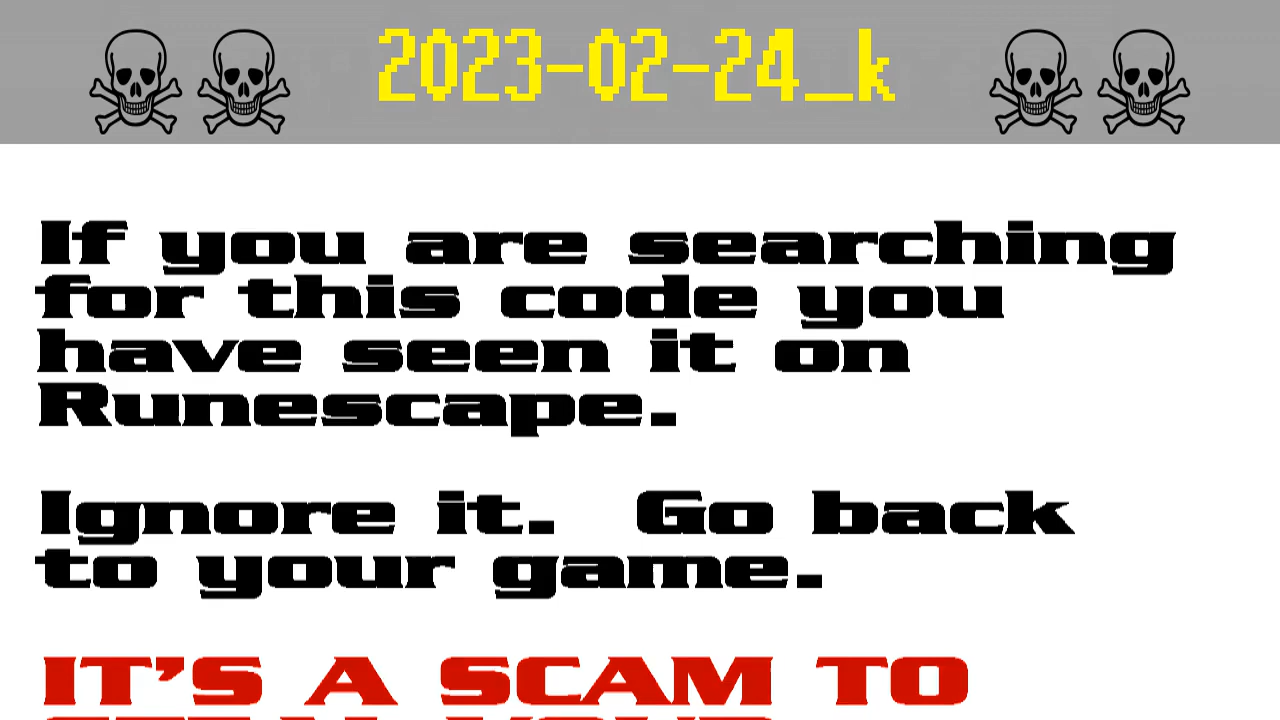 2023-02-24_k
If you are searching
for this code you
have seen it on
Runescape.
Ignore it.  Go back
to your game.
IT'S A SCAM TO